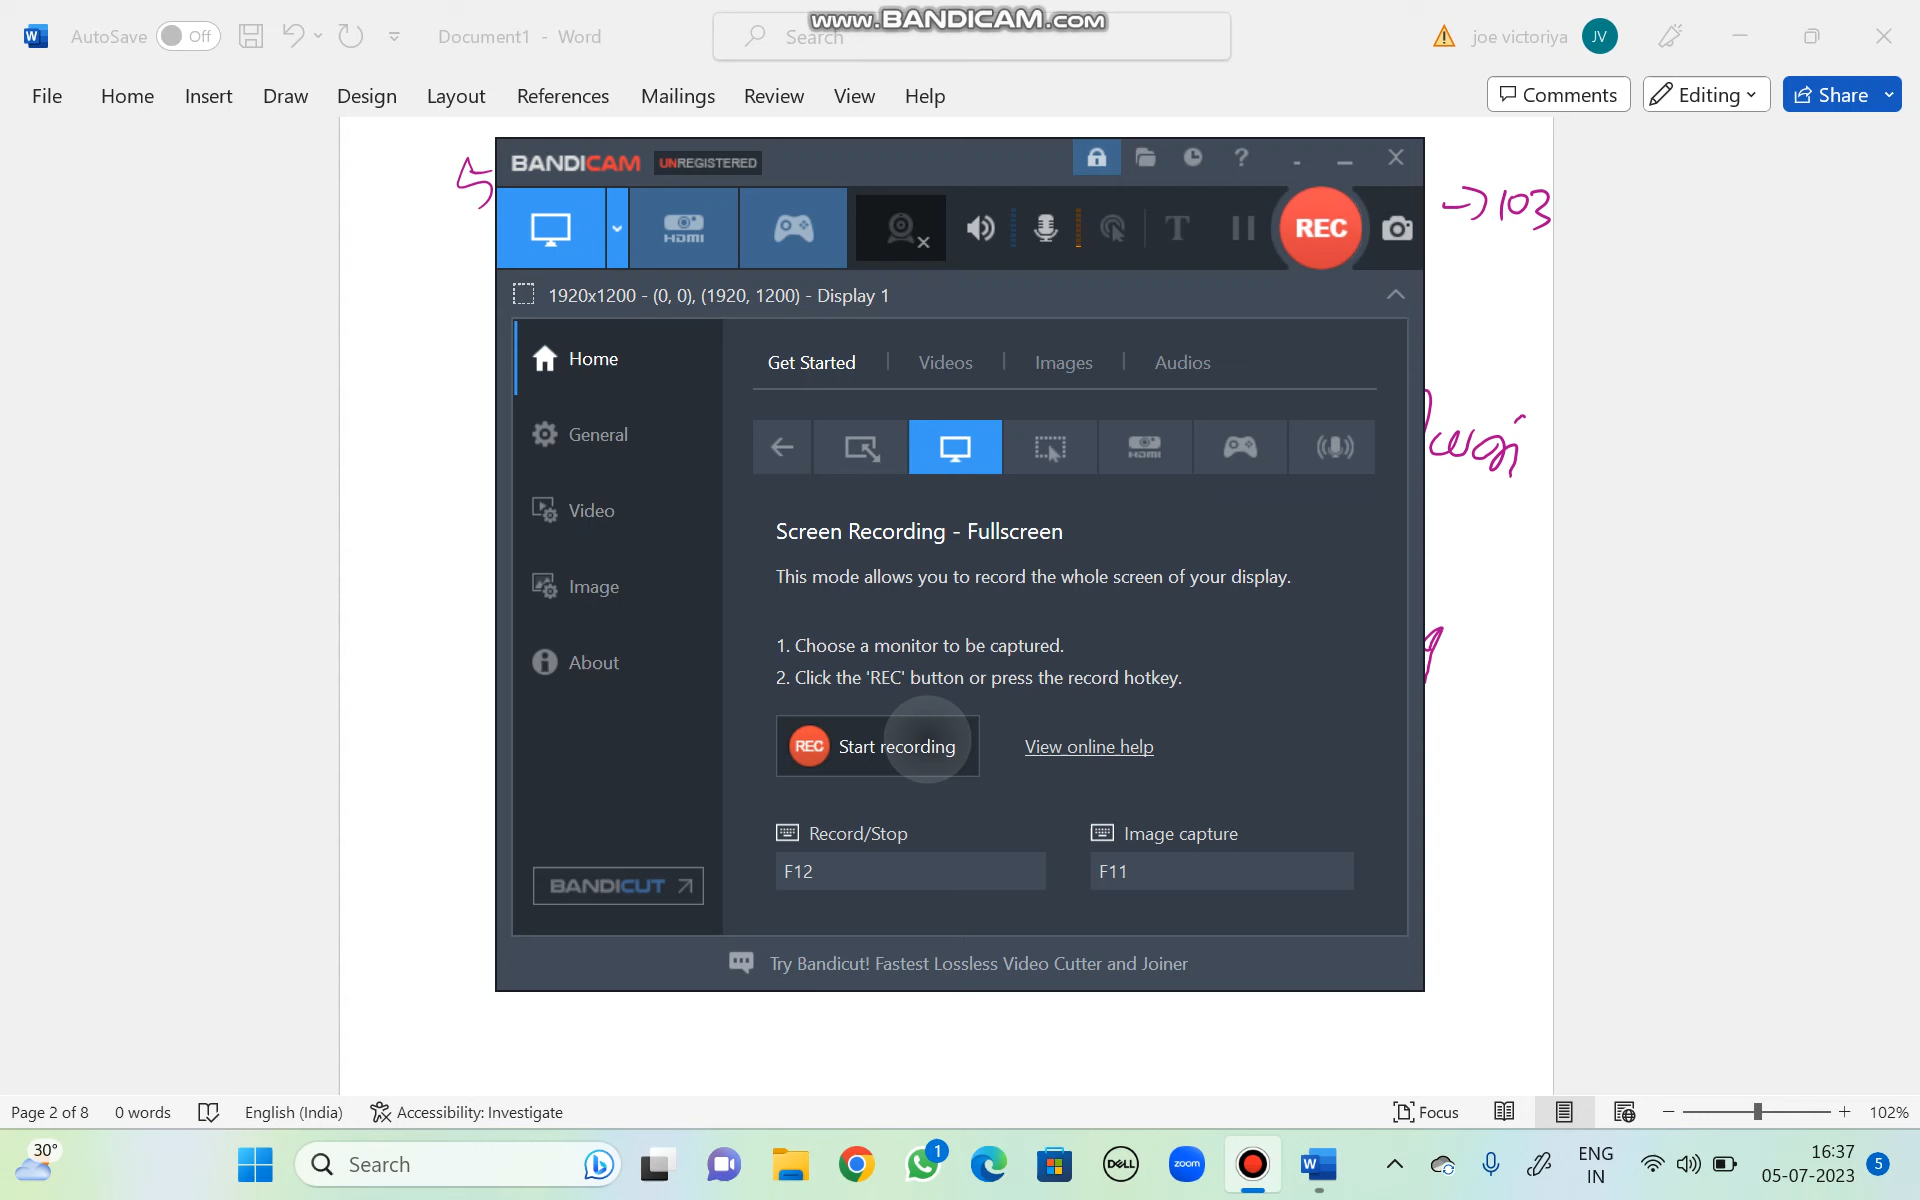 www.BANDICAM.com
AutoSave Off Document1 - Word Search joe victoriya JV
File Home Insert Draw Design Layout References Mailings Review View Help Comments Editing Share
BANDICAM UNREGISTERED
HDMI T REC
5 →103
1920x1200 - (0, 0), (1920, 1200) - Display 1
Home
General
Video
Image
About
BANDICUT
Get Started | Videos | Images | Audios
HDMI
Screen Recording - Fullscreen
This mode allows you to record the whole screen of your display.
1. Choose a monitor to be captured.
2. Click the 'REC' button or press the record hotkey.
REC Start recording View online help
Record/Stop Image capture
F12 F11
Try Bandicut! Fastest Lossless Video Cutter and Joiner
Page 2 of 8 0 words English (India) Accessibility: Investigate Focus 102%
30° Search 1 DELL zoom W ENG IN 16:37 05-07-2023 5